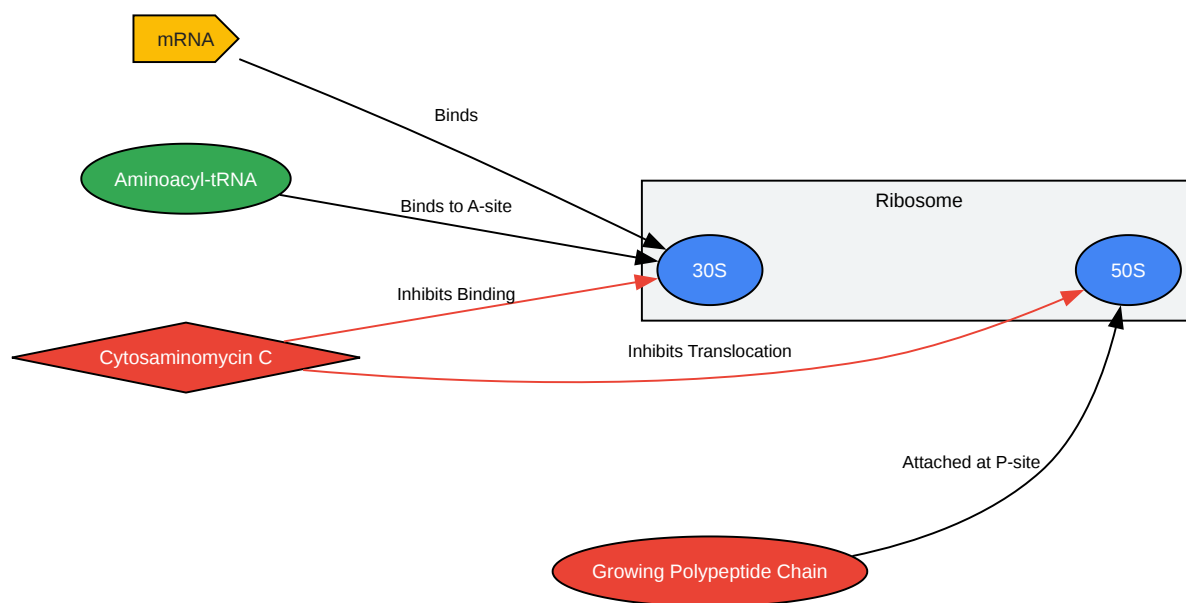 mRNA
Binds
Aminoacyl-tRNA
Binds to A-site
Ribosome
30S
50S
Inhibits Binding
Cytosaminomycin C
Inhibits Translocation
Attached at P-site
Growing Polypeptide Chain